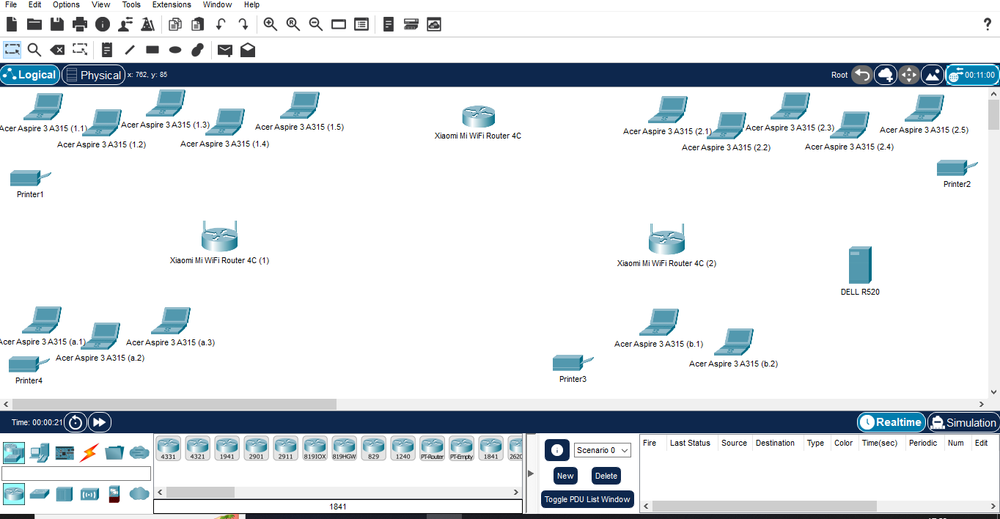 File Edit Options View Tools Extensions Window Help
?
Logical Physical x: 762, y: 85 Root 00:11:00
Acer Aspire 3 A315 (1.1)
Acer Aspire 3 A315 (1.2)
Acer Aspire 3 A315 (1.3)
Acer Aspire 3 A315 (1.4)
Acer Aspire 3 A315 (1.5)
Xiaomi Mi WiFi Router 4C
Acer Aspire 3 A315 (2.1)
Acer Aspire 3 A315 (2.2)
Acer Aspire 3 A315 (2.3)
Acer Aspire 3 A315 (2.4)
Acer Aspire 3 A315 (2.5)
Printer1
Printer2
Xiaomi Mi WiFi Router 4C (1)
Xiaomi Mi WiFi Router 4C (2)
DELL R520
Acer Aspire 3 A315 (a.1)
Acer Aspire 3 A315 (a.2)
Acer Aspire 3 A315 (a.3)
Printer4
Acer Aspire 3 A315 (b.1)
Acer Aspire 3 A315 (b.2)
Printer3
Time: 00:00:21 Realtime Simulation
4331 4321 1941 2901 2911 819IOX 819HGW 829 1240 PT-Router PT-Empty 1841 2620
1841
Scenario 0
New Delete
Toggle PDU List Window
Fire Last Status Source Destination Type Color Time(sec) Periodic Num Edit